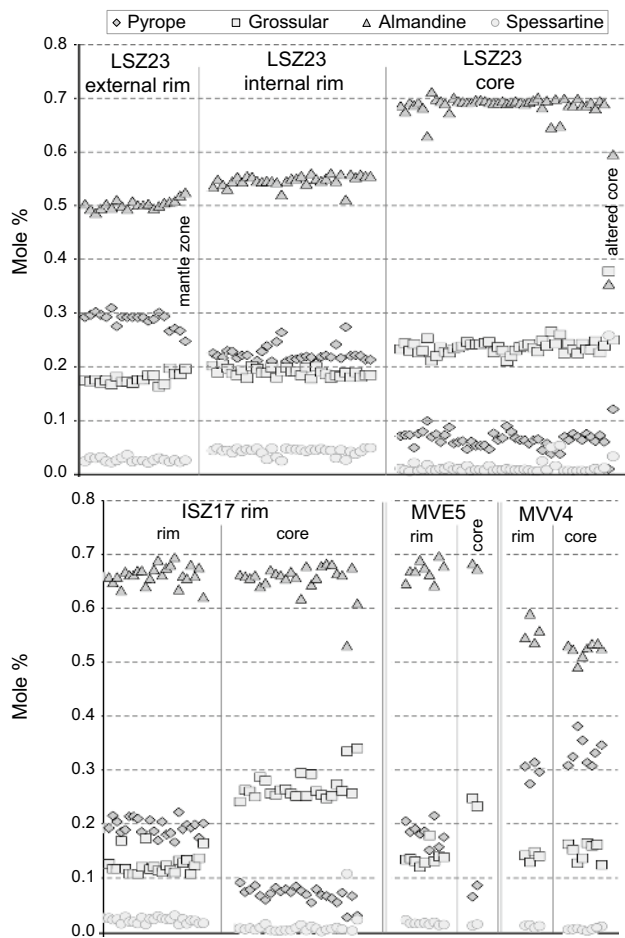 Pyrope Grossular Almandine Spessartine
0.8
0.7
0.6
0.5
0.4
0.3
0.2
0.1
0.0
Mole %
LSZ23
external rim
mantle zone
LSZ23
internal rim
LSZ23
core
altered core
0.8
0.7
0.6
0.5
0.4
0.3
0.2
0.1
0.0
Mole %
ISZ17 rim
rim
core
MVE5
rim
core
MVV4
rim
core